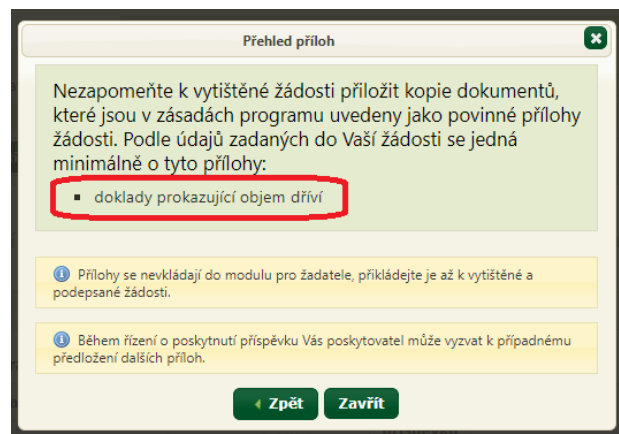 Přehled příloh
Nezapomeňte k vytištěné žádosti přiložit kopie dokumentů,
které jsou v zásadách programu uvedeny jako povinné přílohy
žádosti. Podle údajů zadaných do Vaší žádosti se jedná
minimálně o tyto přílohy:
▪ doklady prokazující objem dříví
Přílohy se nevkládají do modulu pro žadatele, přikládejte je až k vytištěné a
podepsané žádosti.
Během řízení o poskytnutí příspěvku Vás poskytovatel může vyzvat k případnému
předložení dalších příloh.
Zpět Zavřít